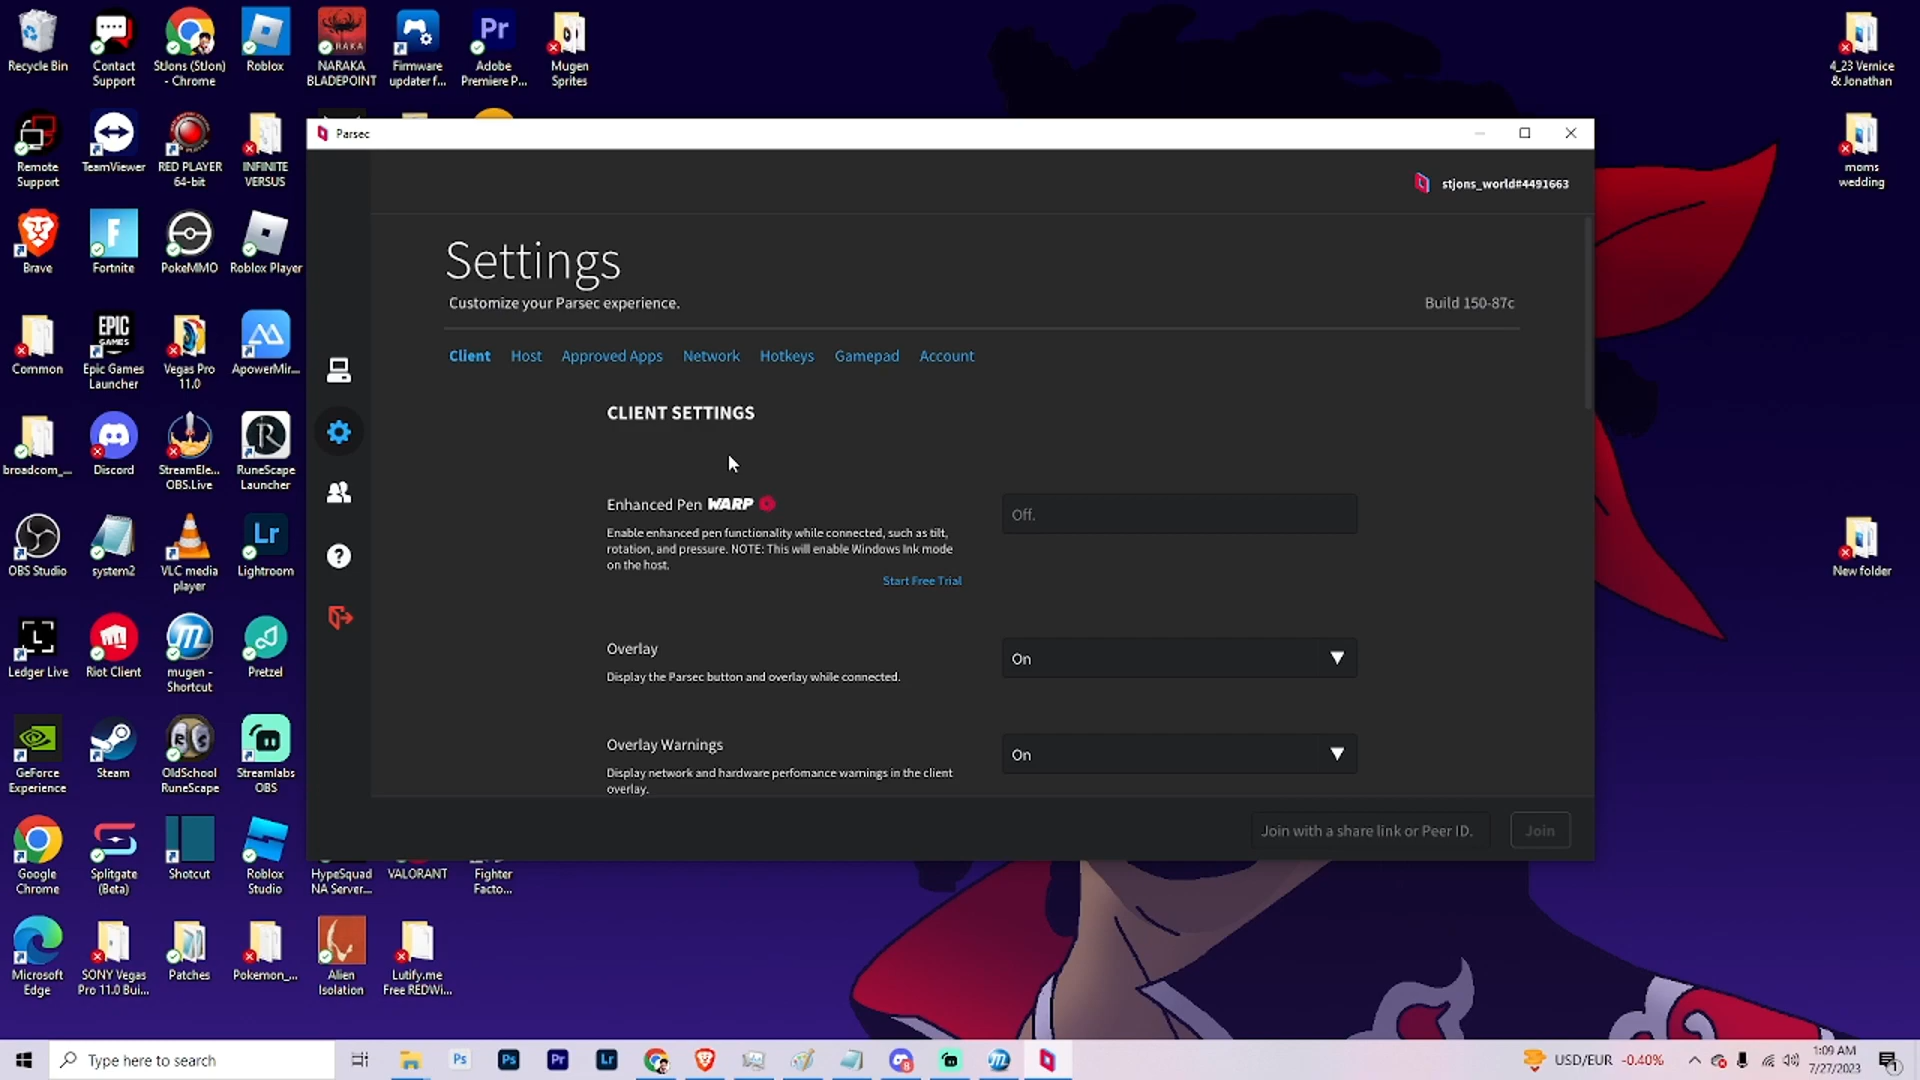 Recycle Bin
Contact
Support
StJons (StJon)
- Chrome
Roblox
NARAKA
BLADEPOINT
Firmware
updater f...
Adobe
Premiere P...
Mugen
Sprites
4_23 Vernice
& Jonathan
Remote
Support
TeamViewer
RED PLAYER
64-bit
INFINITE
VERSUS
moms
wedding
Brave
Fortnite
PokeMMO
Roblox Player
Common
Epic Games
Launcher
Vegas Pro
11.0
ApowerMir...
broadcom_...
Discord
StreamEle...
OBS.Live
RuneScape
Launcher
OBS Studio
system2
VLC media
player
Lightroom
New folder
Ledger Live
Riot Client
mugen -
Shortcut
Pretzel
GeForce
Experience
Steam
OldSchool
RuneScape
Streamlabs
OBS
Google
Chrome
Splitgate
(Beta)
Shotcut
Roblox
Studio
HypeSquad
NA Server...
VALORANT
Fighter
Facto...
Microsoft
Edge
SONY Vegas
Pro 11.0 Bui...
Patches
Pokemon_...
Alien
Isolation
Lutify.me
Free REDWi...
Parsec
stjons_world#4491663
Settings
Customize your Parsec experience.
Build 150-87c
Client Host Approved Apps Network Hotkeys Gamepad Account
CLIENT SETTINGS
Enhanced Pen WARP
Off.
Enable enhanced pen functionality while connected, such as tilt,
rotation, and pressure. NOTE: This will enable Windows Ink mode
on the host.
Start Free Trial
Overlay
On
Display the Parsec button and overlay while connected.
Overlay Warnings
On
Display network and hardware perfomance warnings in the client
overlay.
Join with a share link or Peer ID.
Join
Type here to search
USD/EUR -0.40%
1:09 AM
7/27/2023